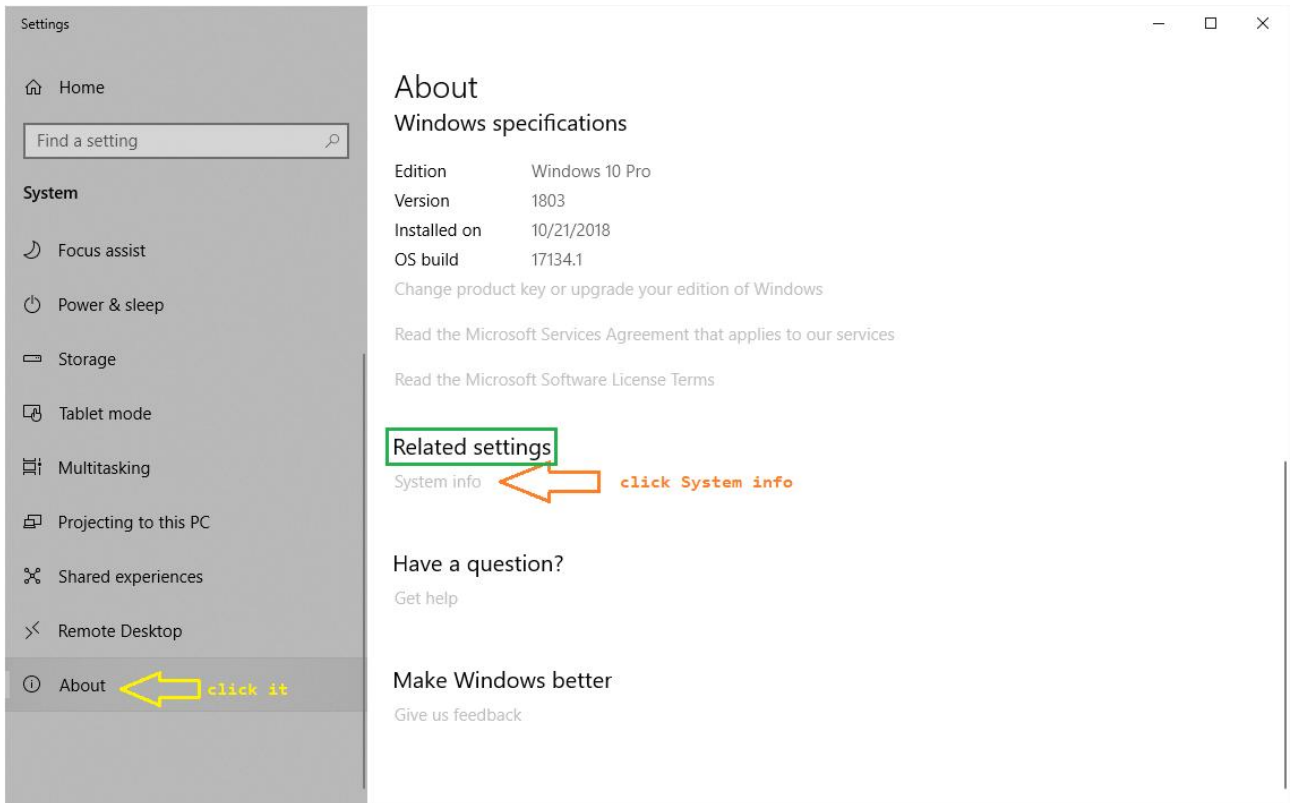 Settings
Home
Find a setting
System
Focus assist
Power & sleep
Storage
Tablet mode
Multitasking
Projecting to this PC
Shared experiences
Remote Desktop
About click it
About
Windows specifications
Edition Windows 10 Pro
Version 1803
Installed on 10/21/2018
OS build 17134.1
Change product key or upgrade your edition of Windows
Read the Microsoft Services Agreement that applies to our services
Read the Microsoft Software License Terms
Related settings
System info click System info
Have a question?
Get help
Make Windows better
Give us feedback